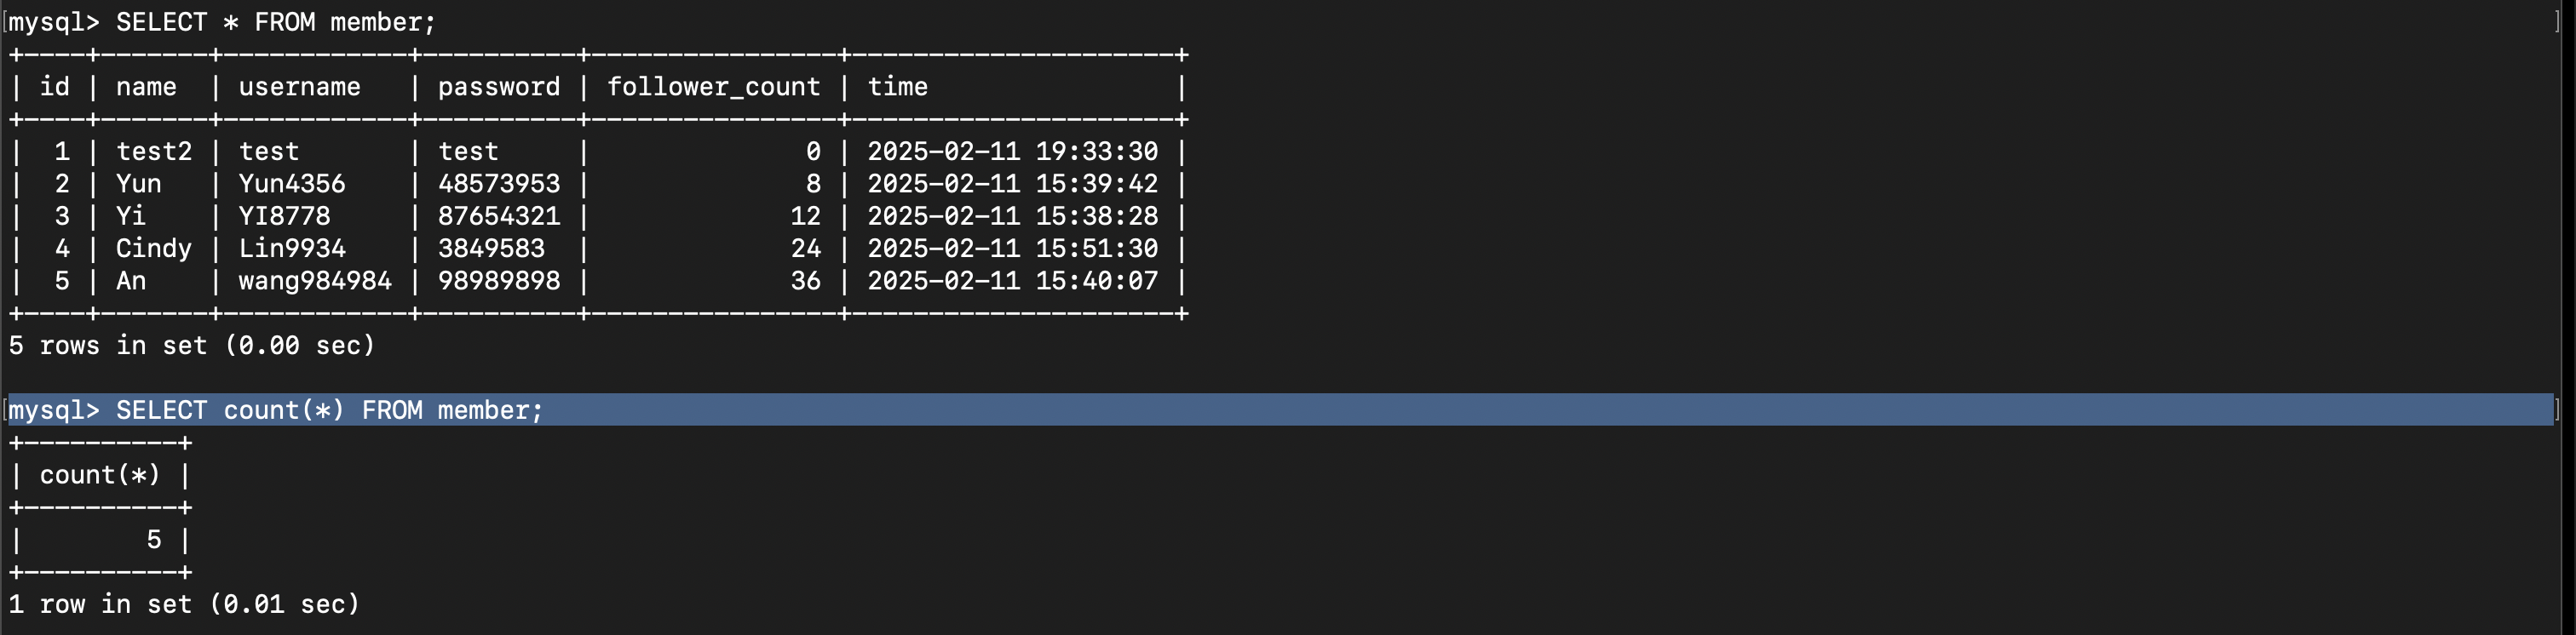 mysql> SELECT * FROM member;
+----+-------+------------+----------+----------------+---------------------+
| id | name  | username   | password | follower_count | time                |
+----+-------+------------+----------+----------------+---------------------+
|  1 | test2 | test       | test     |              0 | 2025-02-11 19:33:30 |
|  2 | Yun   | Yun4356    | 48573953 |              8 | 2025-02-11 15:39:42 |
|  3 | Yi    | YI8778     | 87654321 |             12 | 2025-02-11 15:38:28 |
|  4 | Cindy | Lin9934    | 3849583  |             24 | 2025-02-11 15:51:30 |
|  5 | An    | wang984984 | 98989898 |             36 | 2025-02-11 15:40:07 |
+----+-------+------------+----------+----------------+---------------------+
5 rows in set (0.00 sec)
mysql> SELECT count(*) FROM member;
+----------+
| count(*) |
+----------+
|        5 |
+----------+
1 row in set (0.01 sec)